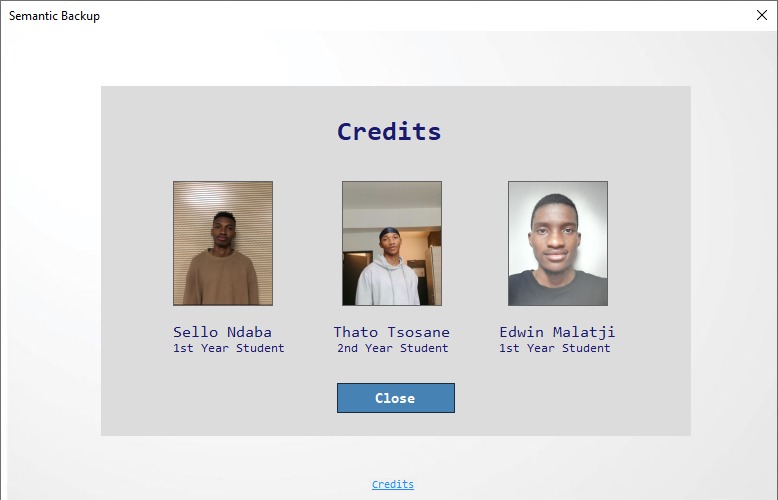 Semantic Backup
Credits
Sello Ndaba
1st Year Student
Thato Tsosane
2nd Year Student
Edwin Malatji
1st Year Student
Close
Credits